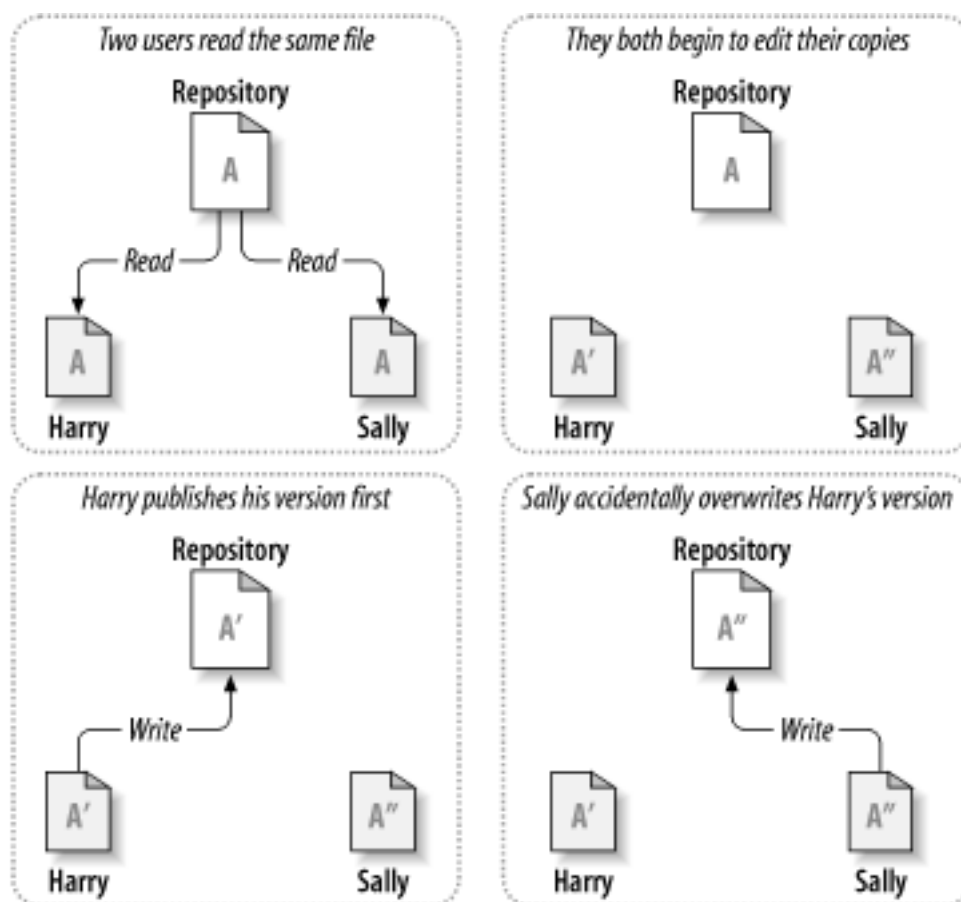 Two users read the same file
Repository
A
Read Read
A A
Harry Sally
They both begin to edit their copies
Repository
A
A′ A″
Harry Sally
Harry publishes his version first
Repository
A′
Write
A′ A″
Harry Sally
Sally accidentally overwrites Harry’s version
Repository
A″
Write
A′ A″
Harry Sally